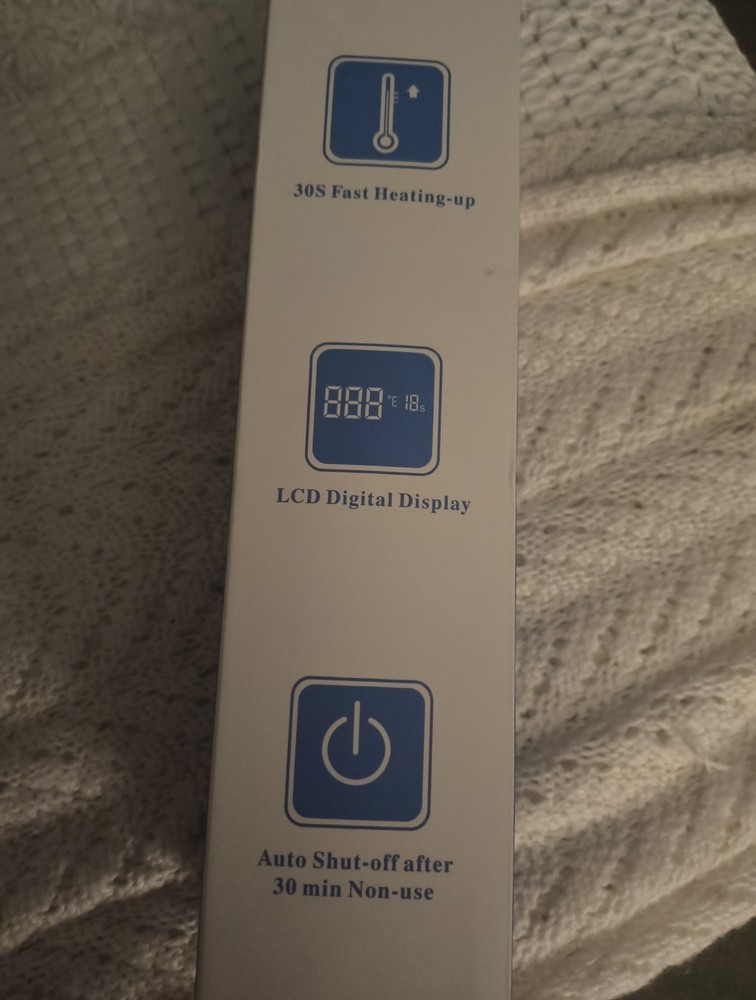 30S Fast Heating-up
888 °E 18s
LCD Digital Display
Auto Shut-off after
30 min Non-use